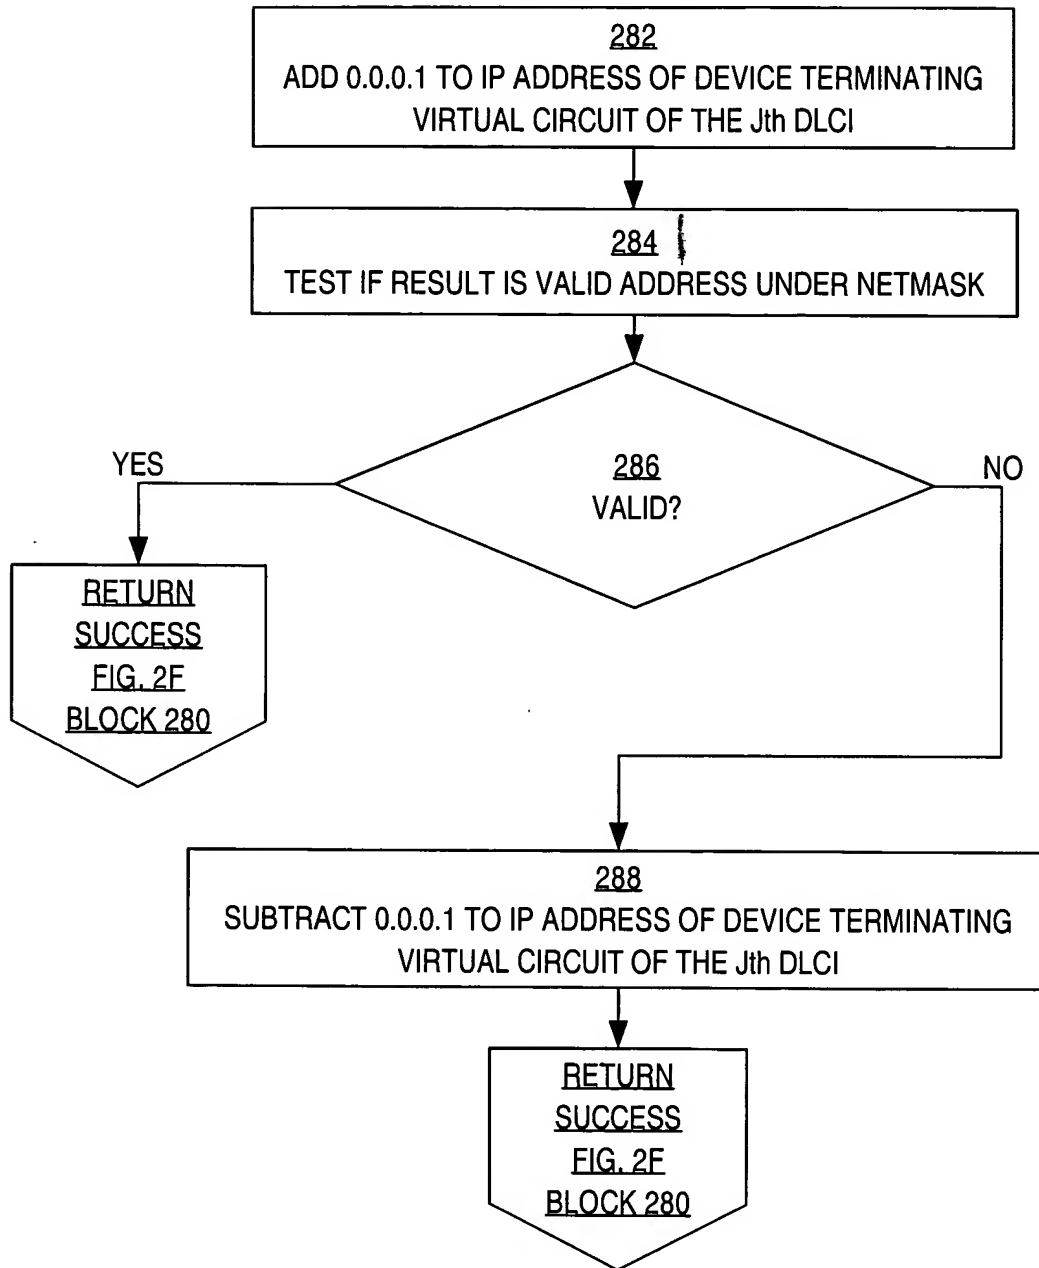 282
ADD 0.0.0.1 TO IP ADDRESS OF DEVICE TERMINATING
VIRTUAL CIRCUIT OF THE Jth DLCI
284
TEST IF RESULT IS VALID ADDRESS UNDER NETMASK
286
VALID?
YES
NO
RETURN
SUCCESS
FIG. 2F
BLOCK 280
288
SUBTRACT 0.0.0.1 TO IP ADDRESS OF DEVICE TERMINATING
VIRTUAL CIRCUIT OF THE Jth DLCI
RETURN
SUCCESS
FIG. 2F
BLOCK 280